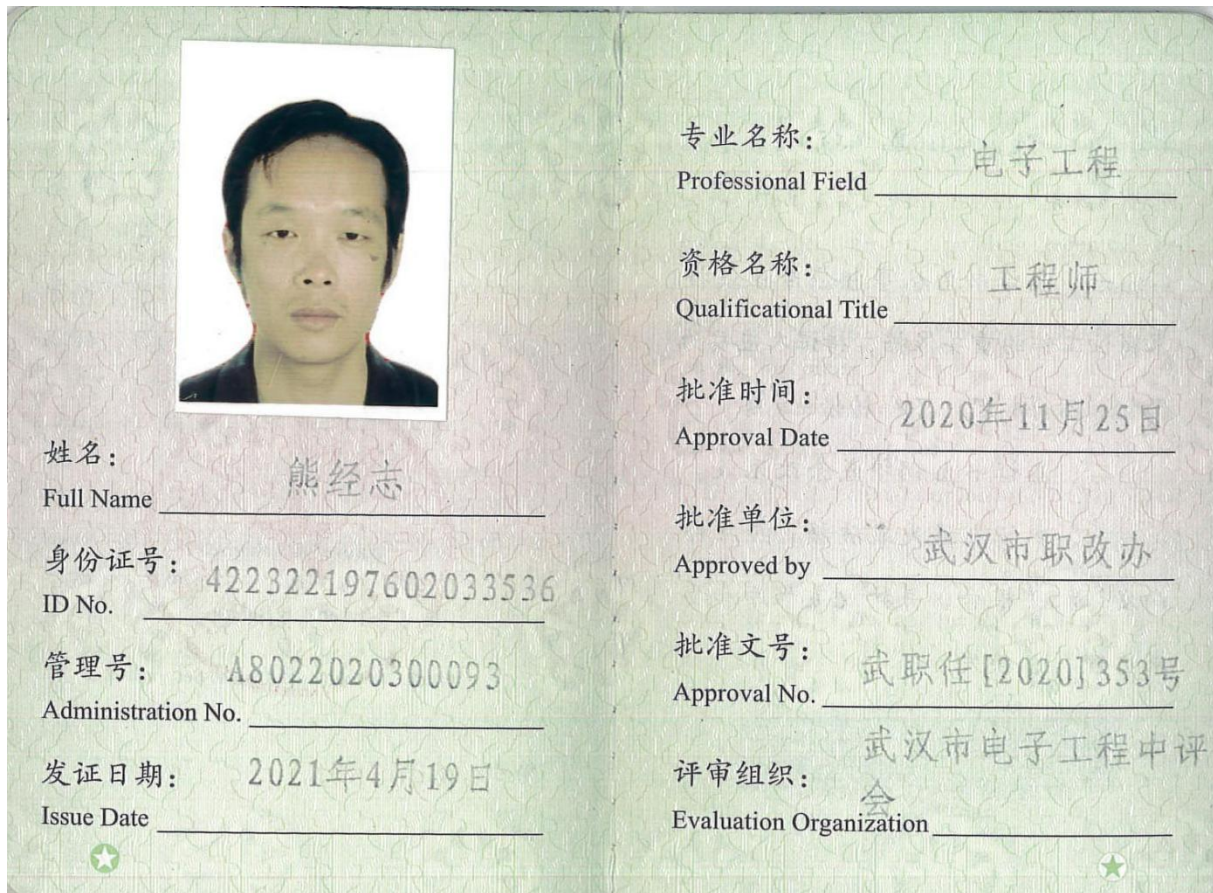 姓名：
Full Name 熊经志
身份证号：
ID No. 422322197602033536
管理号：
Administration No. A8022020300093
发证日期：
Issue Date 2021年4月19日
专业名称：
Professional Field 电子工程
资格名称：
Qualificational Title 工程师
批准时间：
Approval Date 2020年11月25日
批准单位：
Approved by 武汉市职改办
批准文号：
Approval No. 武职任[2020]353号
评审组织：
Evaluation Organization 武汉市电子工程中评
会